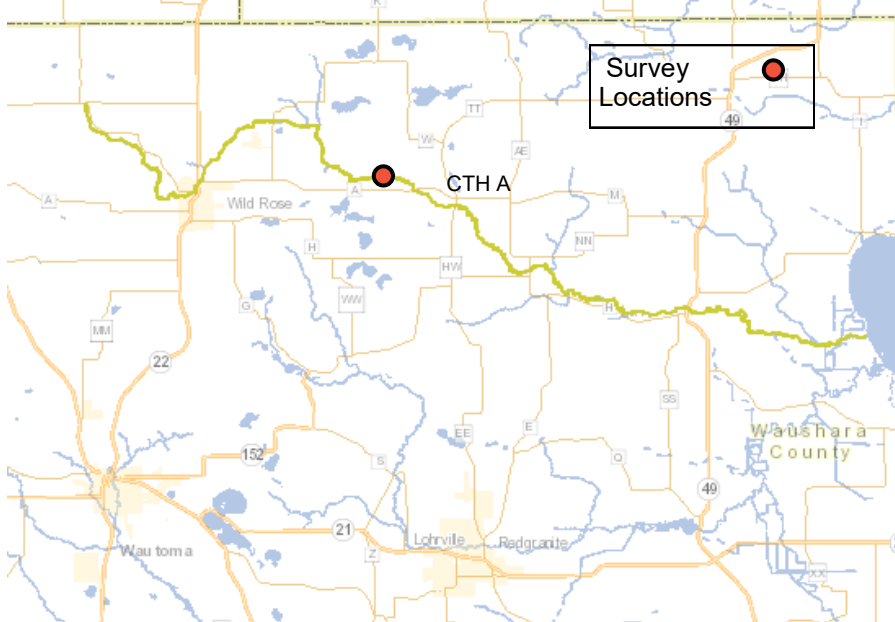 K
Survey
Locations
TT
49
I
W
AE
CTH A
A
M
A
Wild Rose
NN
H
HW
WW
G
H
MM
22
SS
E
EE
Waushara
County
152
S
Q
49
21
Lohrville
Redgranite
Wautoma
Z
XX